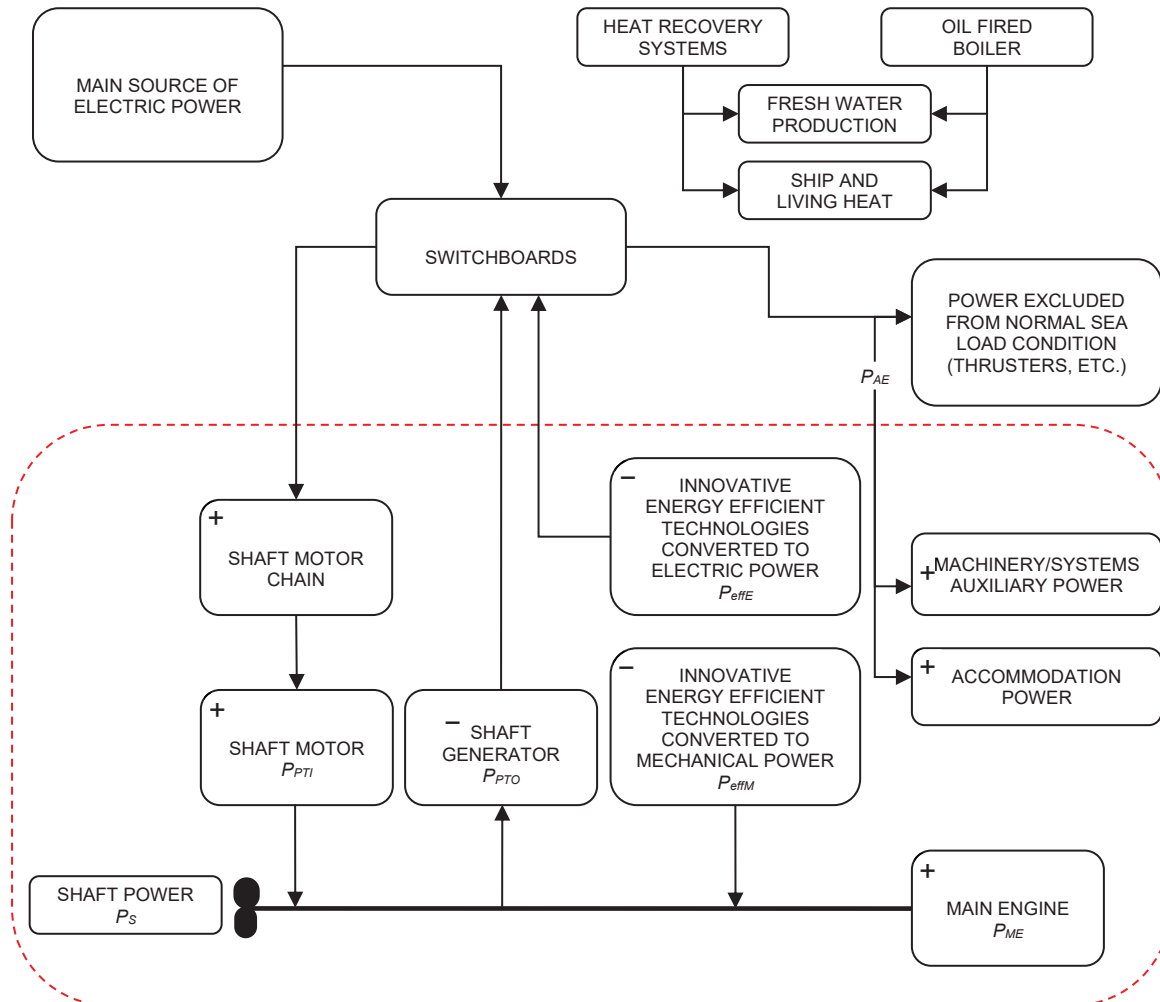 HEAT RECOVERY
SYSTEMS
OIL FIRED
BOILER
MAIN SOURCE OF
ELECTRIC POWER
FRESH WATER
PRODUCTION
SHIP AND
LIVING HEAT
SWITCHBOARDS
POWER EXCLUDED
FROM NORMAL SEA
LOAD CONDITION
(THRUSTERS, ETC.)
PAE
+
SHAFT MOTOR
CHAIN
−
INNOVATIVE
ENERGY EFFICIENT
TECHNOLOGIES
CONVERTED TO
ELECTRIC POWER
PeffE
+
MACHINERY/SYSTEMS
AUXILIARY POWER
+
ACCOMMODATION
POWER
+
SHAFT MOTOR
PPTI
−
SHAFT
GENERATOR
PPTO
−
INNOVATIVE
ENERGY EFFICIENT
TECHNOLOGIES
CONVERTED TO
MECHANICAL POWER
PeffM
SHAFT POWER
PS
+
MAIN ENGINE
PME